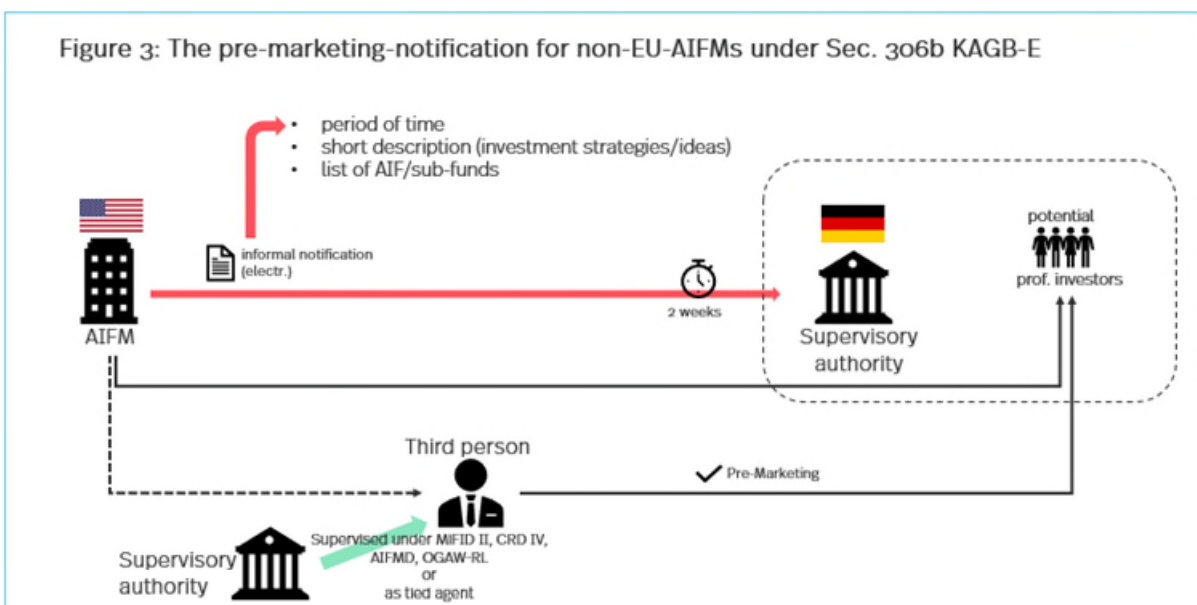 Figure 3: The pre-marketing-notification for non-EU-AIFMs under Sec. 306b KAGB-E
• period of time
• short description (investment strategies/ideas)
• list of AIF/sub-funds
informal notification
(electr.)
AIFM
2 weeks
Supervisory
authority
potential
prof. investors
Third person
Pre-Marketing
Supervised under MIFID II, CRD IV,
AIFMD, OGAW-RL
or
as tied agent
Supervisory
authority